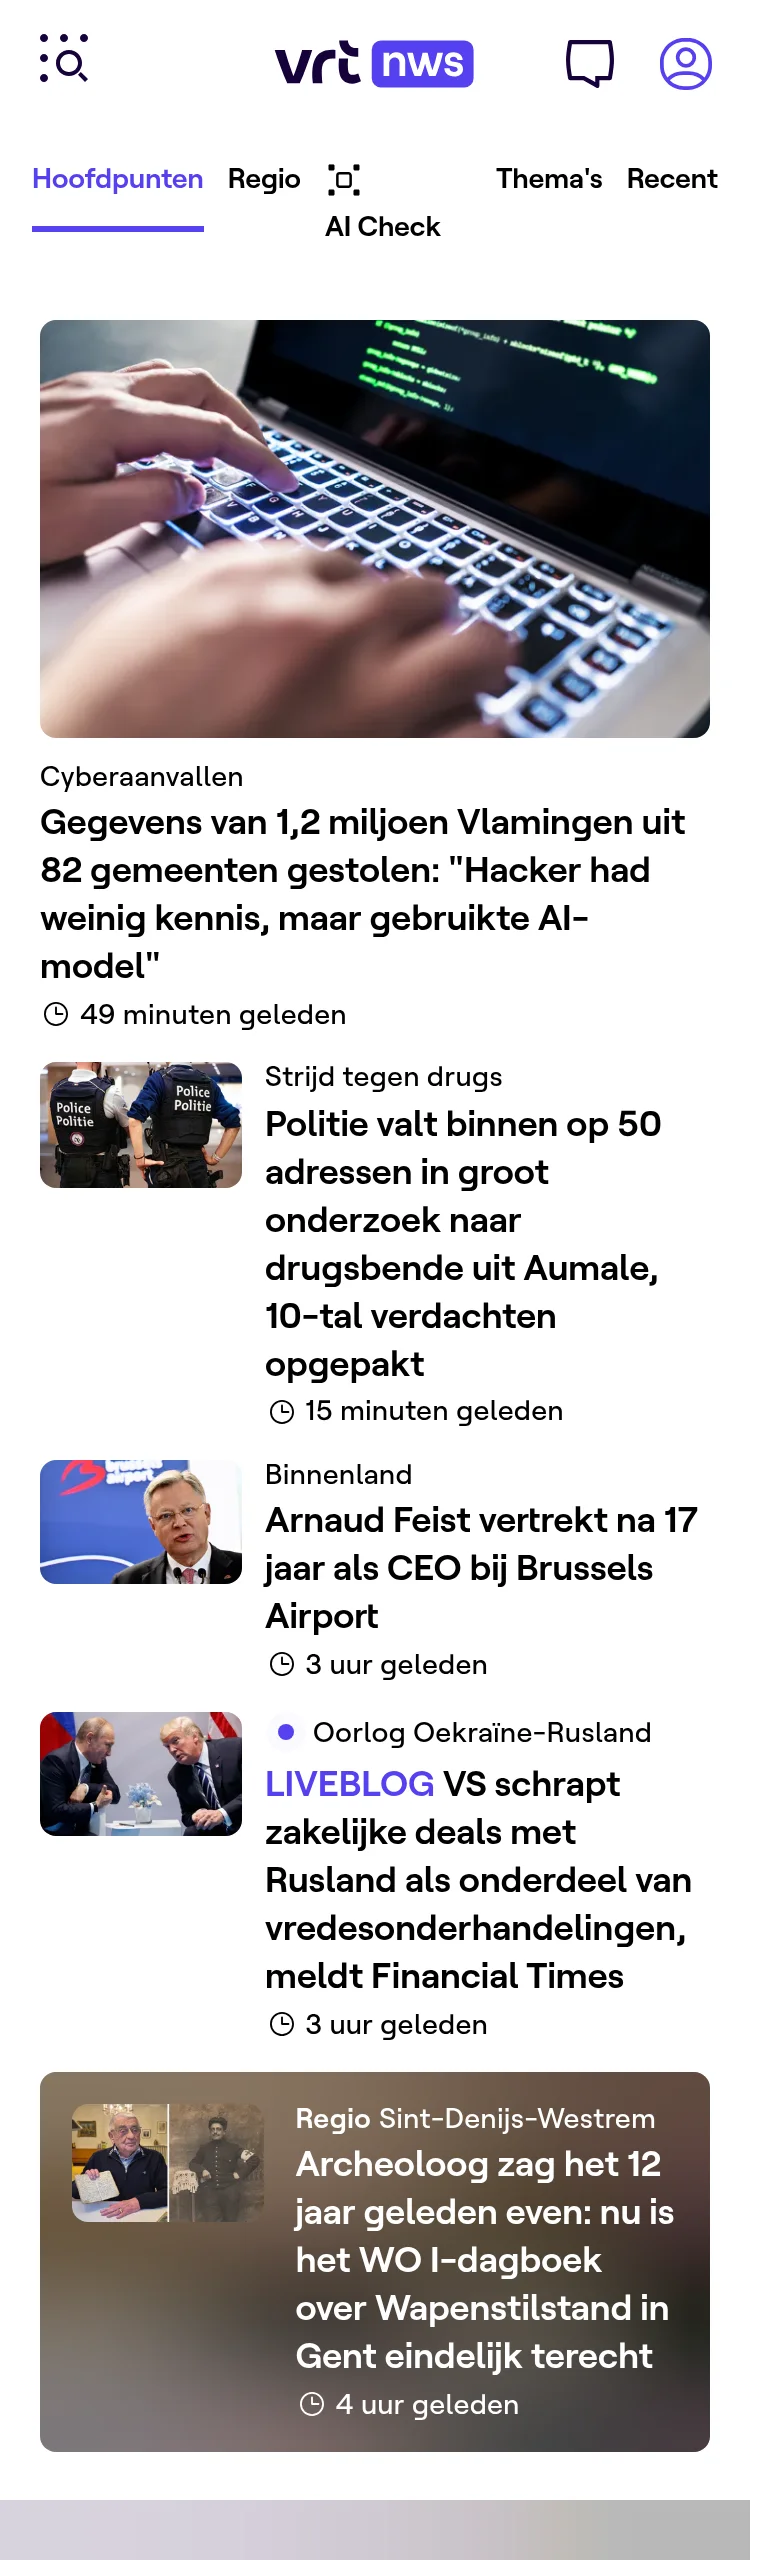 vrt nws
Hoofdpunten Regio AI Check Thema's Recent
Cyberaanvallen
Gegevens van 1,2 miljoen Vlamingen uit
82 gemeenten gestolen: "Hacker had
weinig kennis, maar gebruikte AI-
model"
49 minuten geleden
Police
Politie
Police
Politie
Strijd tegen drugs
Politie valt binnen op 50
adressen in groot
onderzoek naar
drugsbende uit Aumale,
10-tal verdachten
opgepakt
15 minuten geleden
brussels
airport
Binnenland
Arnaud Feist vertrekt na 17
jaar als CEO bij Brussels
Airport
3 uur geleden
Oorlog Oekraïne-Rusland
LIVEBLOG VS schrapt
zakelijke deals met
Rusland als onderdeel van
vredesonderhandelingen,
meldt Financial Times
3 uur geleden
Regio Sint-Denijs-Westrem
Archeoloog zag het 12
jaar geleden even: nu is
het WO I-dagboek
over Wapenstilstand in
Gent eindelijk terecht
4 uur geleden